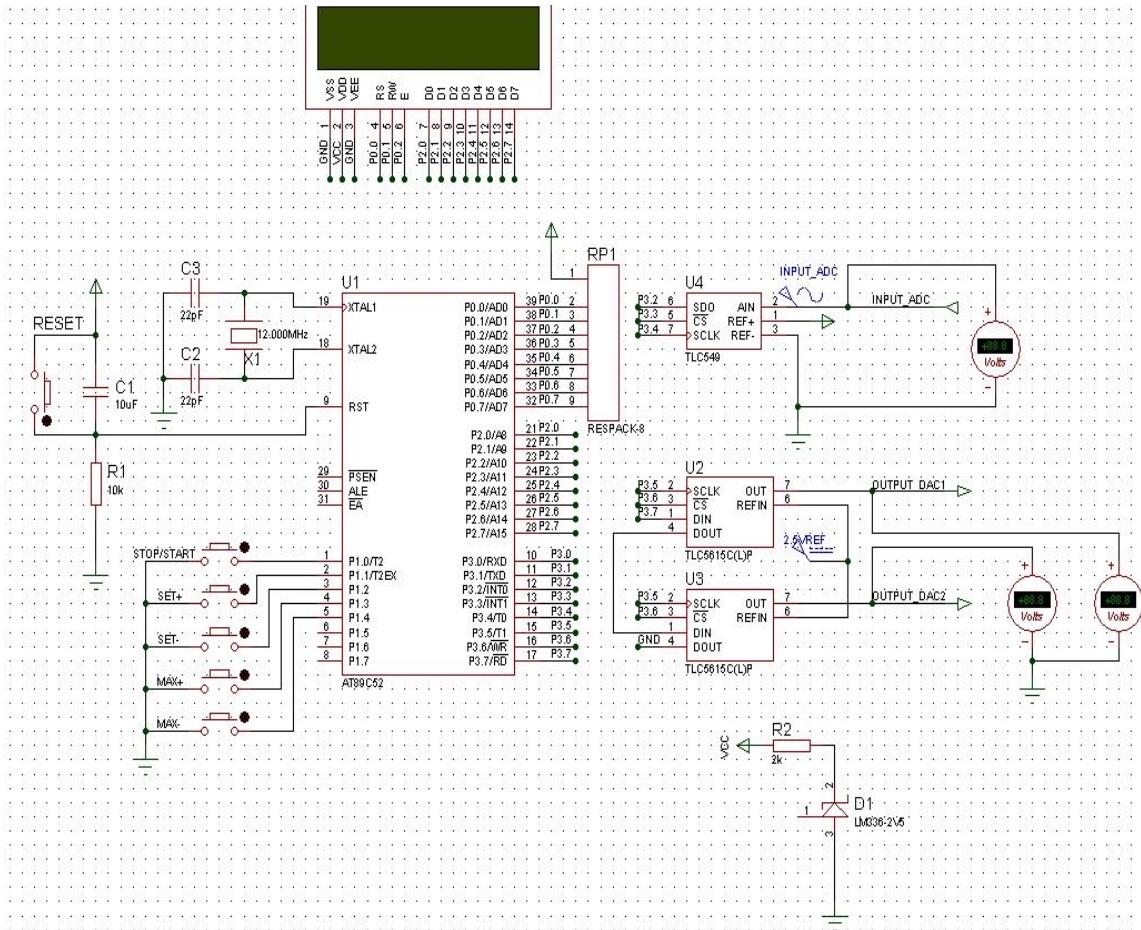 VSS VDD VEE RS RW E D0 D1 D2 D3 D4 D5 D6 D7
1 2 3 4 5 6 7 8 9 10 11 12 13 14
GND VCC GND P0.0 P0.1 P0.2 P2.0 P2.1 P2.2 P2.3 P2.4 P2.5 P2.6 P2.7
RESET
C1
10uF
R1
10k
C3
22pF
C2
22pF
12.000MHz
X1
U1
19 XTAL1
18 XTAL2
9 RST
29 PSEN
30 ALE
31 EA
1 P1.0/T2
2 P1.1/T2EX
3 P1.2
4 P1.3
5 P1.4
6 P1.5
7 P1.6
8 P1.7
P0.0/AD0 39 P0.0
P0.1/AD1 38 P0.1
P0.2/AD2 37 P0.2
P0.3/AD3 36 P0.3
P0.4/AD4 35 P0.4
P0.5/AD5 34 P0.5
P0.6/AD6 33 P0.6
P0.7/AD7 32 P0.7
P2.0/A8 21 P2.0
P2.1/A9 22 P2.1
P2.2/A10 23 P2.2
P2.3/A11 24 P2.3
P2.4/A12 25 P2.4
P2.5/A13 26 P2.5
P2.6/A14 27 P2.6
P2.7/A15 28 P2.7
P3.0/RXD 10 P3.0
P3.1/TXD 11 P3.1
P3.2/INT0 12 P3.2
P3.3/INT1 13 P3.3
P3.4/T0 14 P3.4
P3.5/T1 15 P3.5
P3.6/WR 16 P3.6
P3.7/RD 17 P3.7
AT89C52
STOP/START
SET+
SET-
MAX+
MAX-
RP1
1
2
3
4
5
6
7
8
9
RESPACK-8
U4
P3.2 6 SDO
P3.3 5 CS
P3.4 7 SCLK
AIN 2
REF+ 1
REF- 3
TLC549
INPUT_ADC
INPUT_ADC
+
+88.8
Volts
-
U2
P3.5 2 SCLK
P3.6 3 CS
P3.7 1 DIN
4 DOUT
OUT 7
REFIN 6
TLC5615C(L)P
OUTPUT_DAC1
2.5VREF
U3
P3.5 2 SCLK
P3.6 3 CS
1 DIN
GND 4 DOUT
OUT 7
REFIN 6
TLC5615C(L)P
OUTPUT_DAC2
+
+88.8
Volts
-
+
+88.8
Volts
-
VCC
R2
2k
2
1
3
D1
LM336-2V5